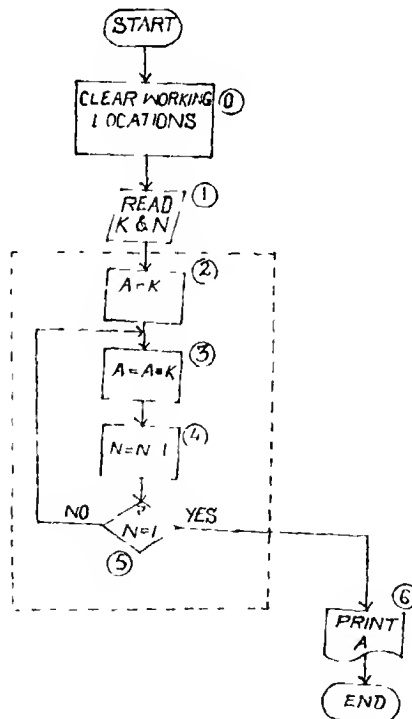 START
CLEAR WORKING
LOCATIONS
0
READ
K & N
1
A - K
2
A = A * K
3
N = N 1
4
?
N = 1
NO
YES
5
PRINT
A
6
END